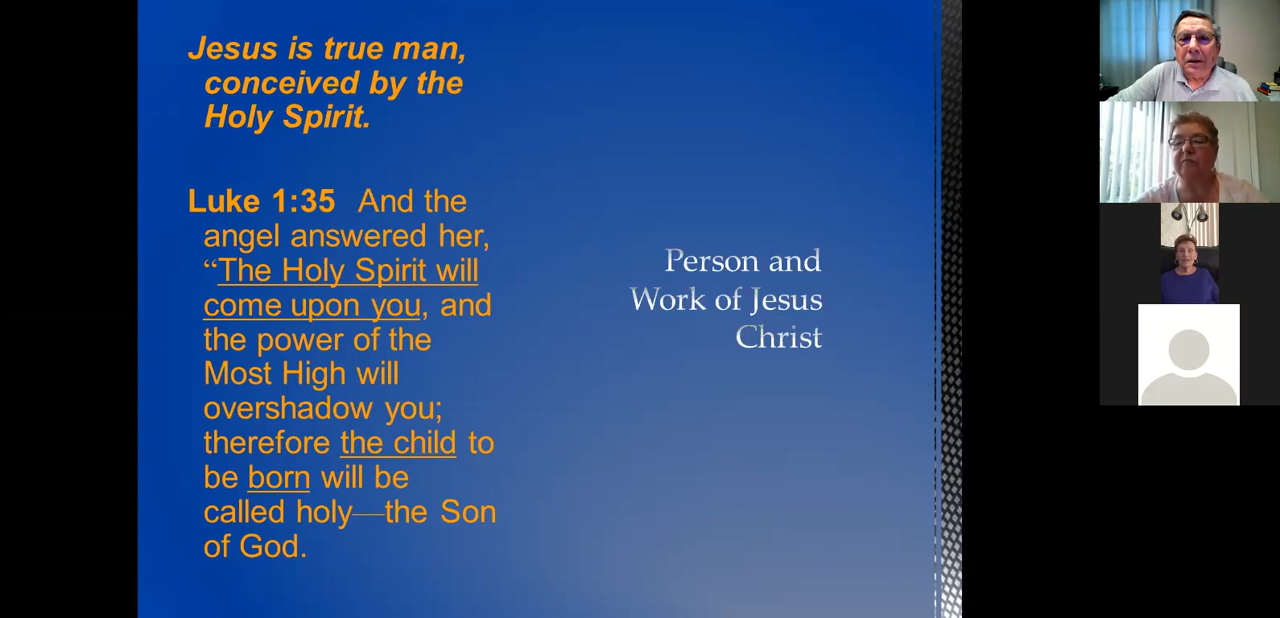 Jesus is true man,
conceived by the
Holy Spirit.
Luke 1:35 And the
angel answered her,
“The Holy Spirit will
come upon you, and
the power of the
Most High will
overshadow you;
therefore the child to
be born will be
called holy—the Son
of God.
Person and
Work of Jesus
Christ